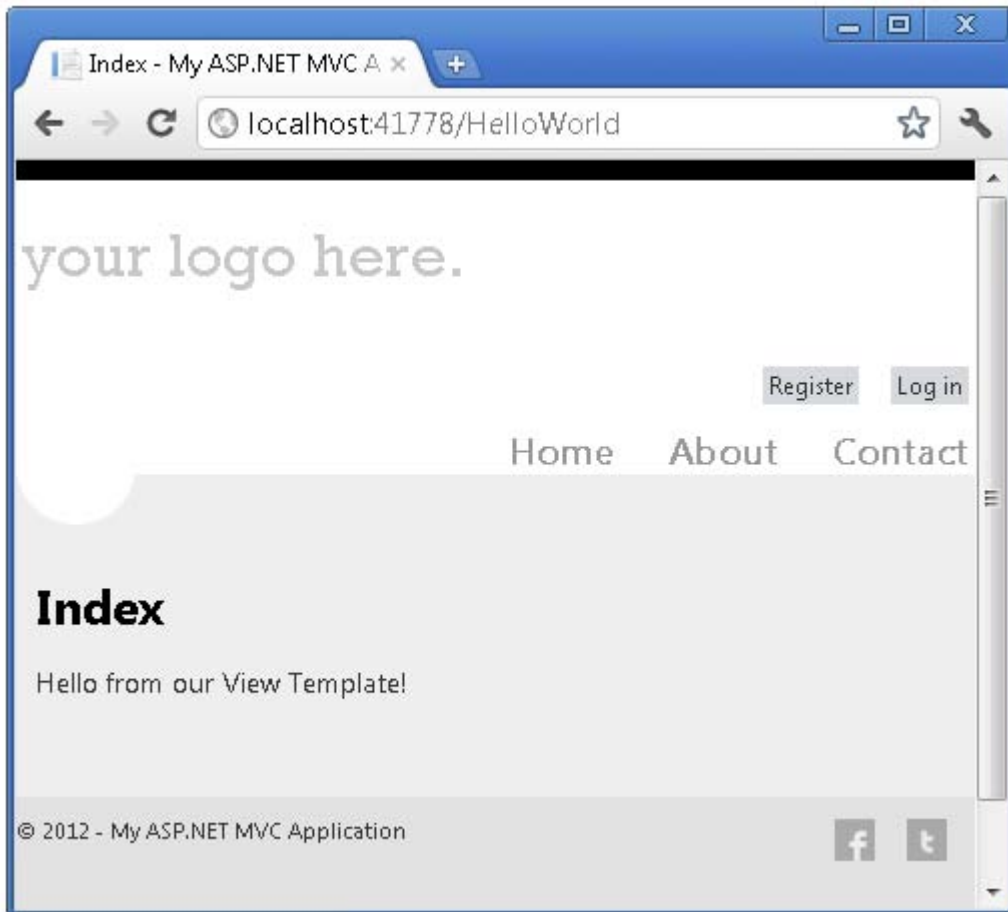 Index - My ASP.NET MVC A
localhost:41778/HelloWorld
your logo here.
Register Log in
Home About Contact
Index
Hello from our View Template!
© 2012 - My ASP.NET MVC Application